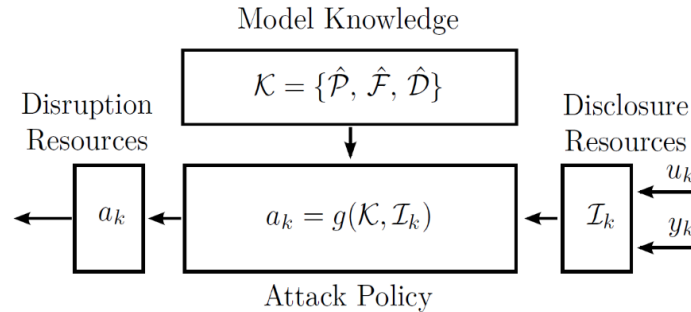 Model Knowledge
𝒦 = {𝒫̂, ℱ̂, 𝒟̂}
Disruption
Resources
Disclosure
Resources
a_k
a_k = g(𝒦, ℐ_k)
ℐ_k
u_k
y_k
Attack Policy